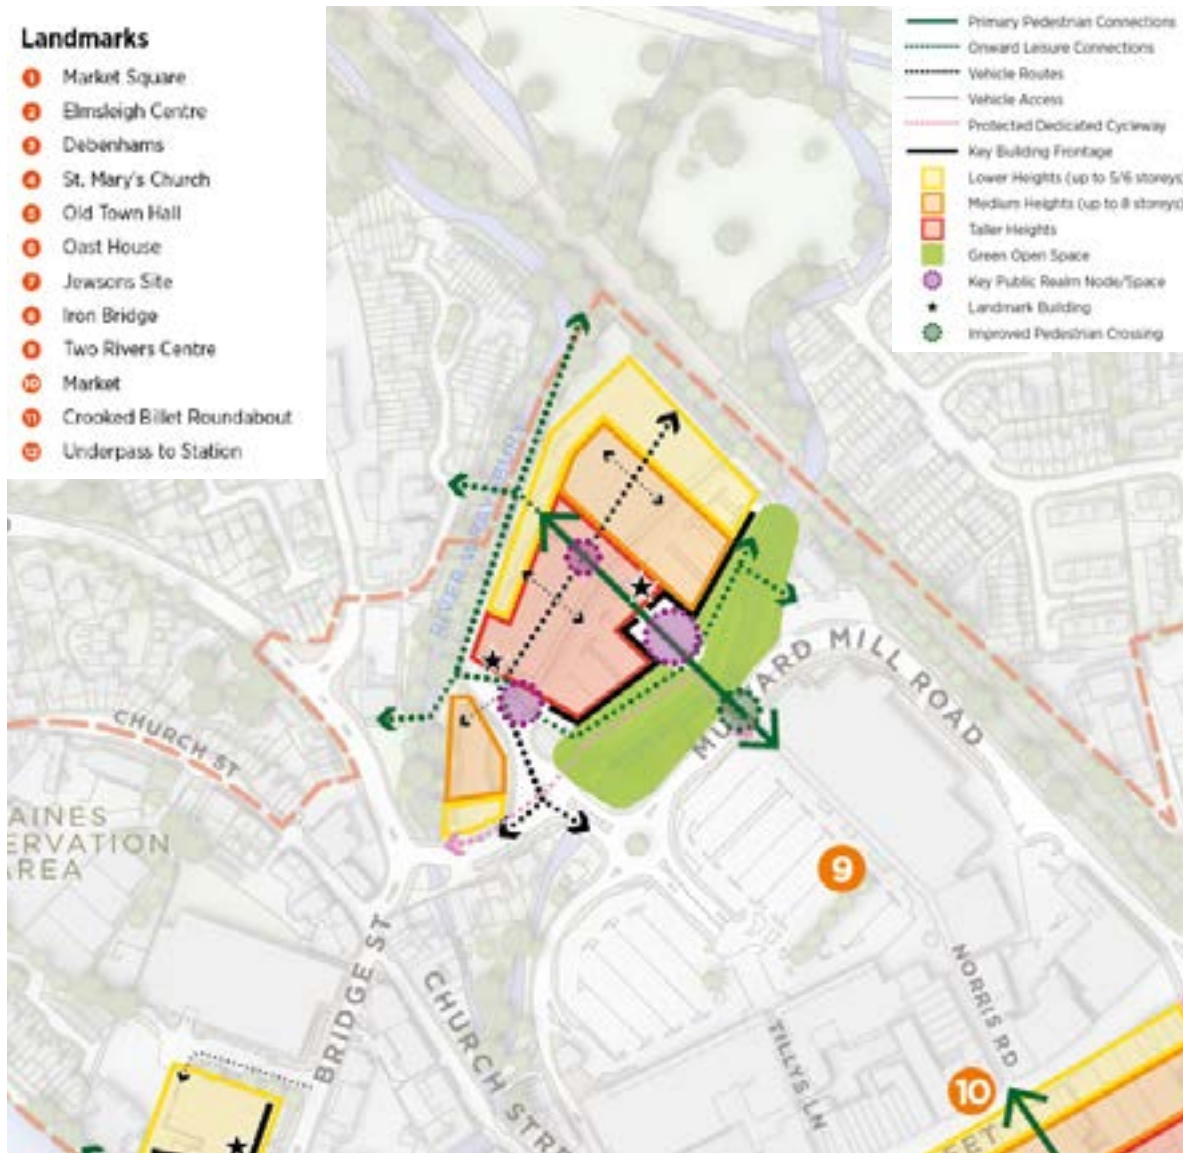 Landmarks
1 Market Square
2 Elmsleigh Centre
3 Debenhams
4 St. Mary's Church
5 Old Town Hall
6 Oast House
7 Jewsons Site
8 Iron Bridge
9 Two Rivers Centre
10 Market
11 Crooked Billet Roundabout
12 Underpass to Station
Primary Pedestrian Connections
Onward Leisure Connections
Vehicle Routes
Vehicle Access
Protected Dedicated Cycleway
Key Building Frontage
Lower Heights (up to 5/6 storeys)
Medium Heights (up to 8 storeys)
Taller Heights
Green Open Space
Key Public Realm Node/Space
Landmark Building
Improved Pedestrian Crossing
RIVER
MU ARD MILL ROAD
CHURCH ST
AINES
ERVATION
AREA
9
BRIDGE ST
CHURCH STRE
NORRIS RD
TILLYS LN
10
ET